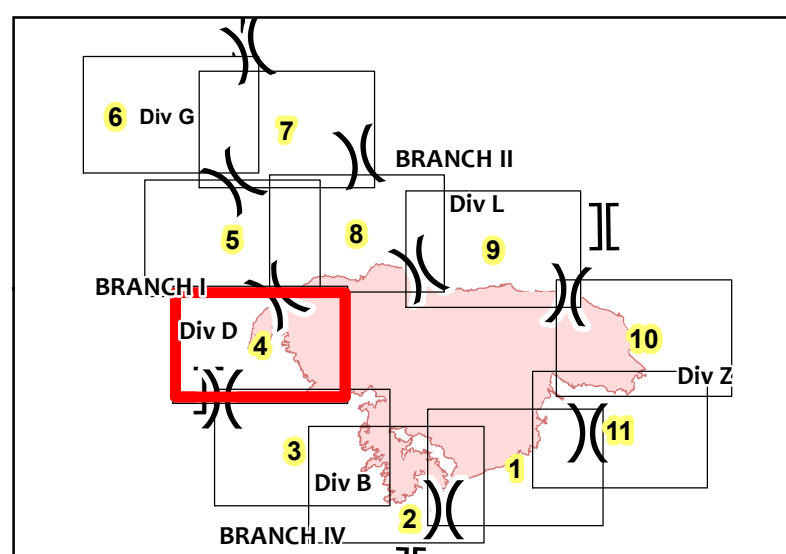 6
Div G
7
BRANCH II
Div L
5
8
9
BRANCH I
Div D
4
10
Div Z
11
3
1
Div B
2
BRANCH IV